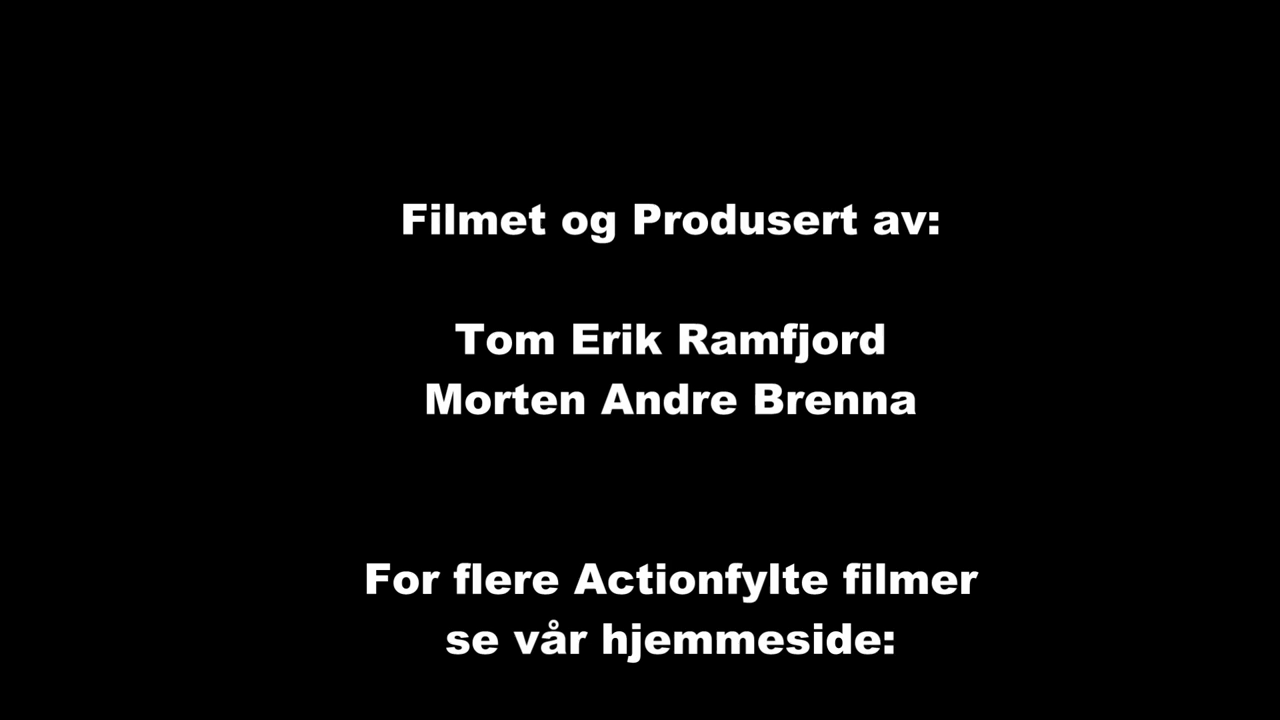 Filmet og Produsert av:
Tom Erik Ramfjord
Morten Andre Brenna
For flere Actionfylte filmer
se vår hjemmeside: